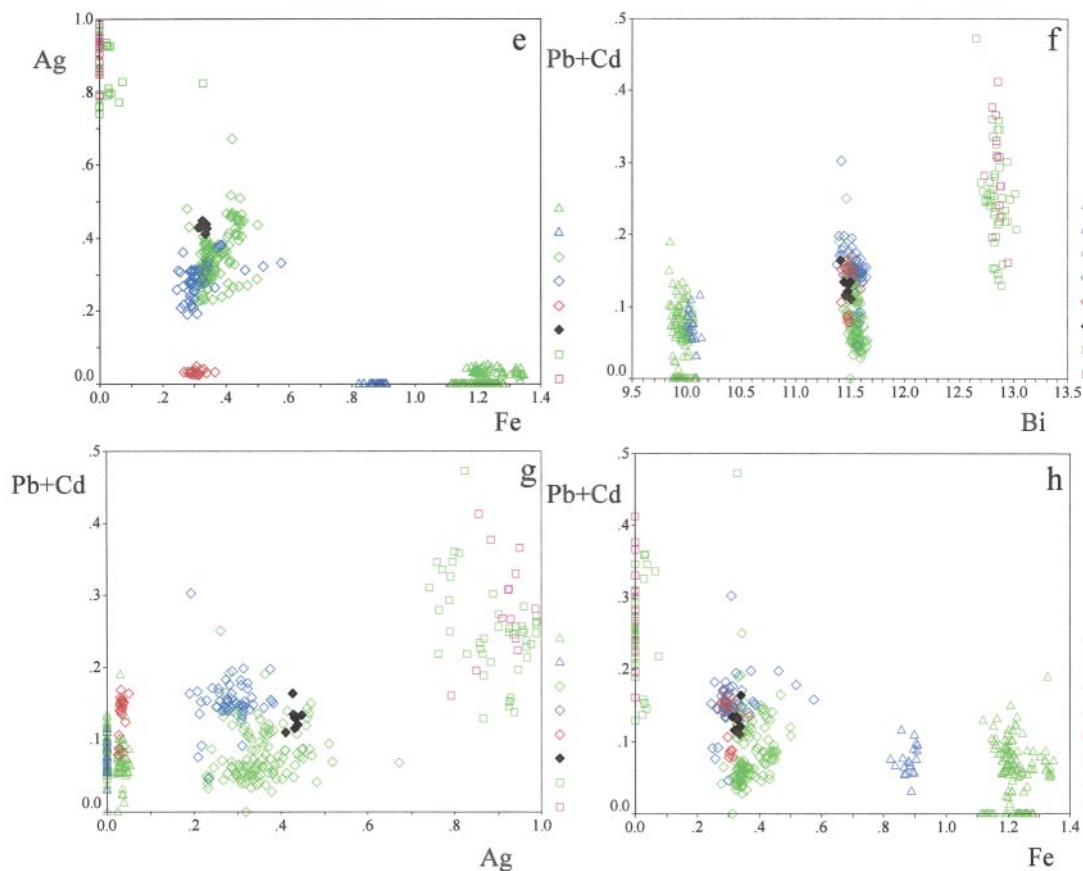 1.0 e
Ag
.8
.6
.4
.2
0.0
0.0 .2 .4 .6 .8 1.0 1.2 1.4
Fe
.5 f
Pb+Cd
.4
.3
.2
.1
0.0
9.5 10.0 10.5 11.0 11.5 12.0 12.5 13.0 13.5
Bi
.5 g
Pb+Cd
.4
.3
.2
.1
0.0
0.0 .2 .4 .6 .8 1.0
Ag
.5 h
Pb+Cd
.4
.3
.2
.1
0.0
0.0 .2 .4 .6 .8 1.0 1.2 1.4
Fe